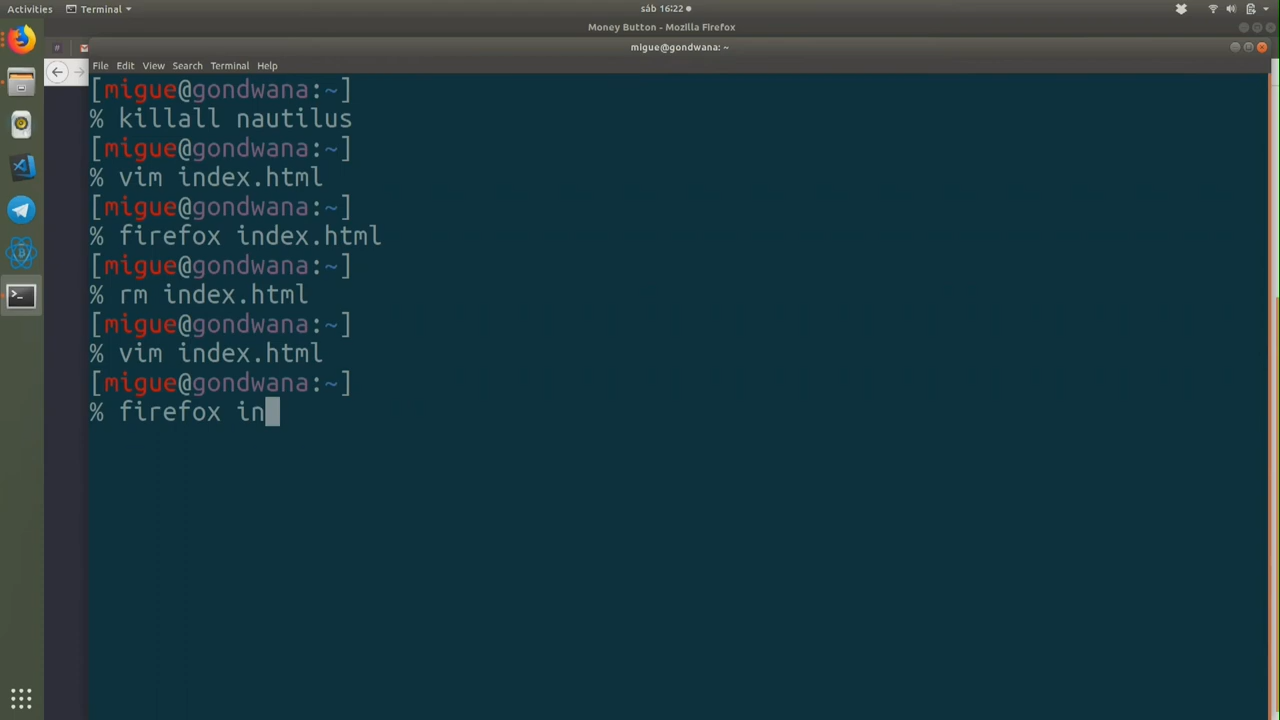 Activities Terminal sáb 16:22
Money Button - Mozilla Firefox
migue@gondwana: ~
File Edit View Search Terminal Help
[migue@gondwana:~]
% killall nautilus
[migue@gondwana:~]
% vim index.html
[migue@gondwana:~]
% firefox index.html
[migue@gondwana:~]
% rm index.html
[migue@gondwana:~]
% vim index.html
[migue@gondwana:~]
% firefox in